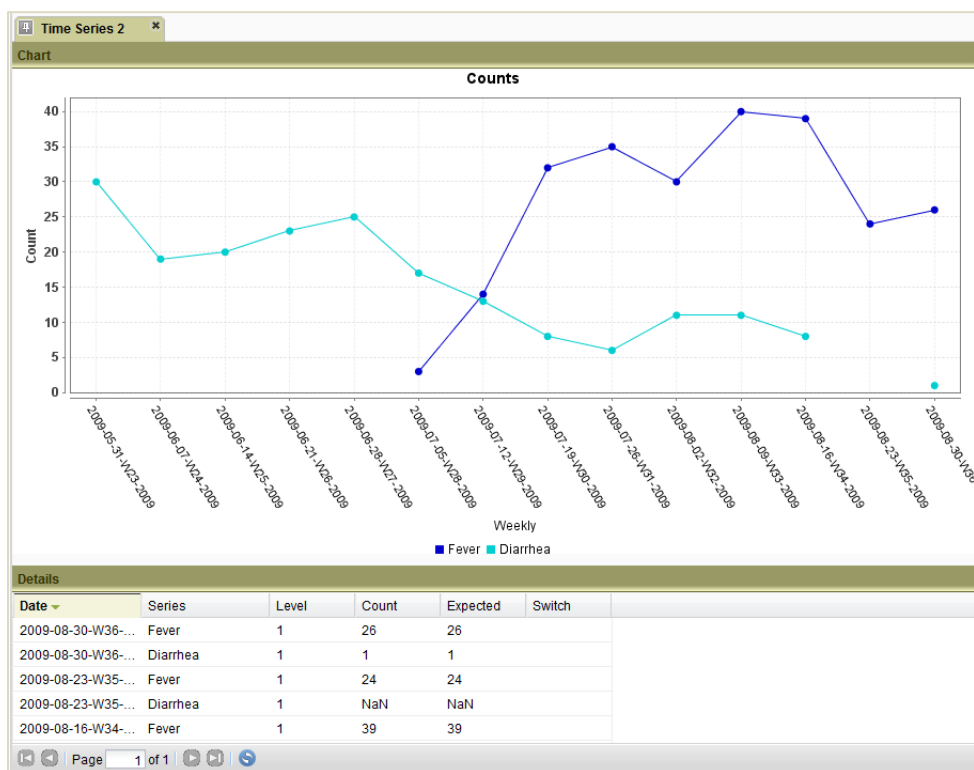 Time Series 2
Chart
Counts
40
35
30
25
20
15
10
5
0
Count
2009-05-31-W23-2009
2009-06-07-W24-2009
2009-06-14-W25-2009
2009-06-21-W26-2009
2009-06-28-W27-2009
2009-07-05-W28-2009
2009-07-12-W29-2009
2009-07-19-W30-2009
2009-07-26-W31-2009
2009-08-02-W32-2009
2009-08-09-W33-2009
2009-08-16-W34-2009
2009-08-23-W35-2009
2009-08-30-W36
Weekly
Fever Diarrhea
Details
Date Series Level Count Expected Switch
2009-08-30-W36-... Fever 1 26 26
2009-08-30-W36-... Diarrhea 1 1 1
2009-08-23-W35-... Fever 1 24 24
2009-08-23-W35-... Diarrhea 1 NaN NaN
2009-08-16-W34-... Fever 1 39 39
Page 1 of 1